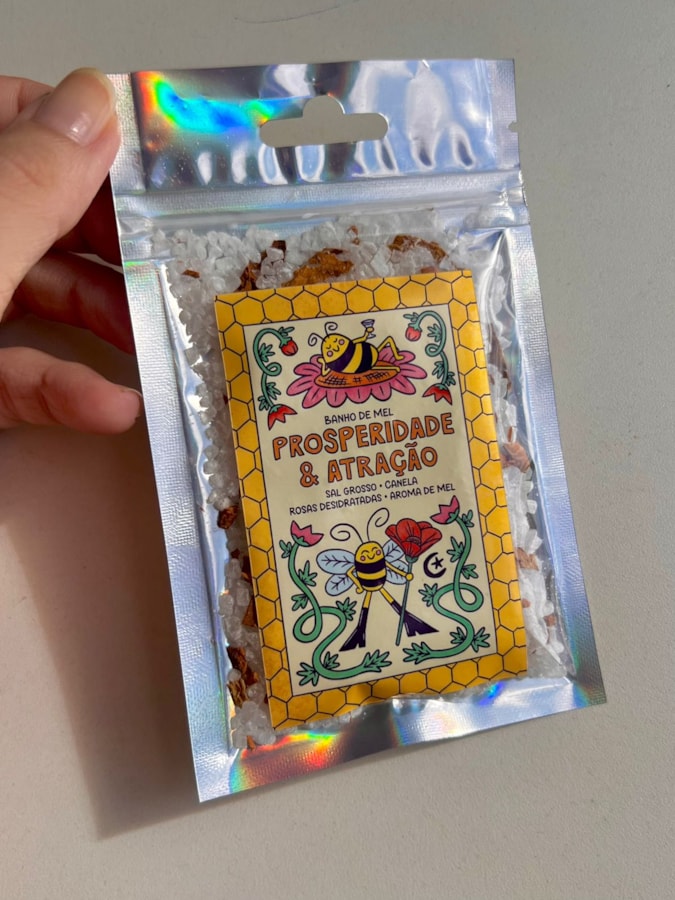 BANHO DE MEL
PROSPERIDADE
& ATRAÇÃO
SAL GROSSO • CANELA
ROSAS DESIDRATADAS • AROMA DE MEL